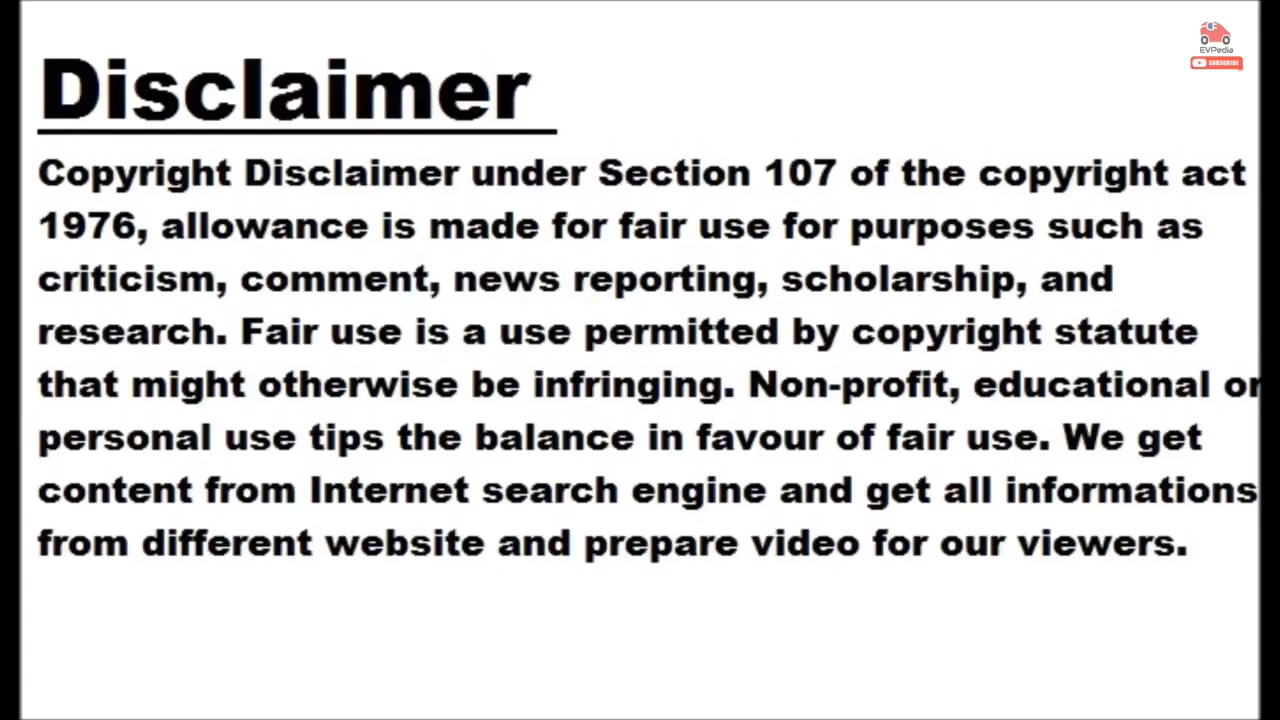 EVPedia
SUBSCRIBE
Disclaimer
Copyright Disclaimer under Section 107 of the copyright act
1976, allowance is made for fair use for purposes such as
criticism, comment, news reporting, scholarship, and
research. Fair use is a use permitted by copyright statute
that might otherwise be infringing. Non-profit, educational or
personal use tips the balance in favour of fair use. We get
content from Internet search engine and get all informations
from different website and prepare video for our viewers.